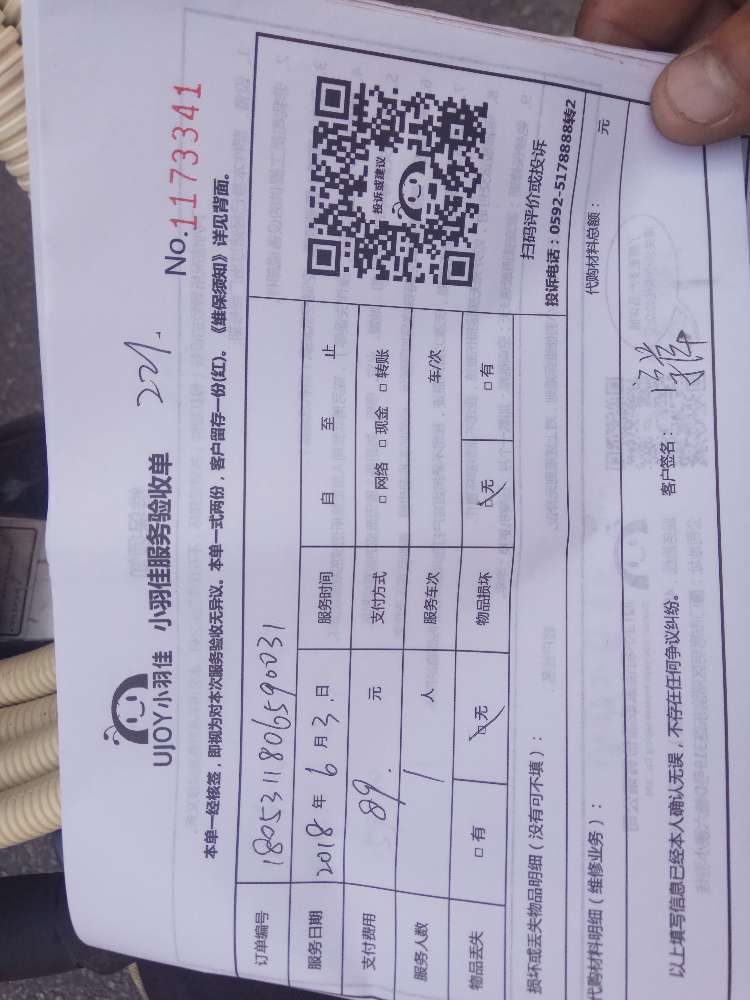 UJOY小羽佳 小羽佳服务验收单 221.
No.1173341
本单一经核签，即视为对本次服务验收无异议。本单一式两份，客户留存一份(红)。《维保须知》详见背面。
订单编号 1805311806590031
服务日期 2018 年 6 月 3 日 服务时间 自 至 止
支付费用 89. 元 支付方式 □ 网络 □ 现金 □ 转账
服务人数 1 人 服务车次 车/次
物品丢失 □ 有 □ 无 物品损坏 □ 无 □ 有
投诉或建议
扫码评价或投诉
投诉电话：0592-5178888转2
损坏或丢失物品明细（没有可不填）：
代购材料明细（维修业务）： 代购材料总额： 元
以上填写信息已经本人确认无误，不存在任何争议纠纷。 客户签名：